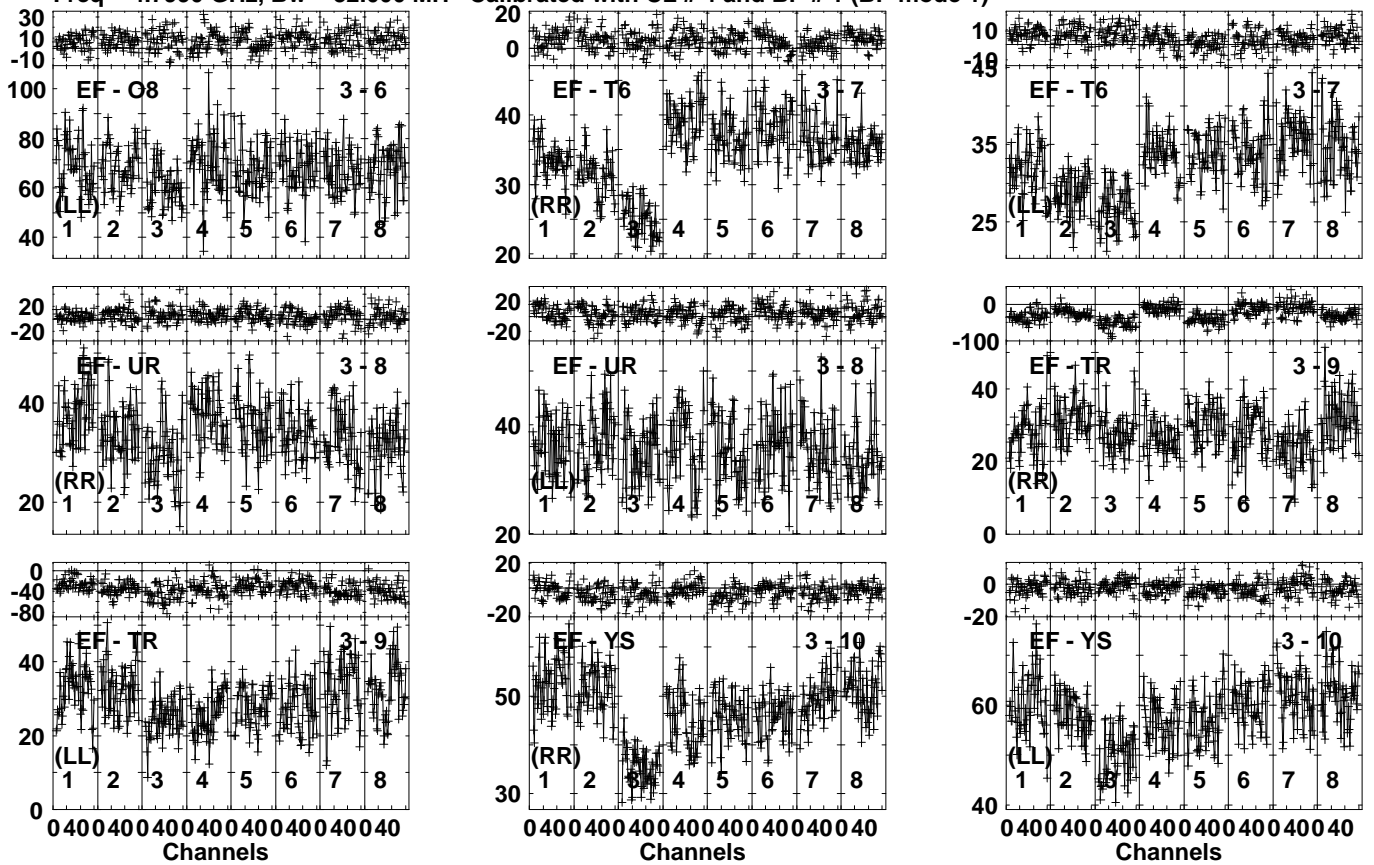 30 20
10 10
-10 0 -10
100 EF - O8 3 - 6 EF - T6 3 - 7 45 EF - T6 3 - 7
80 40 35
60 30
(LL) (RR) (LL) 25
40 1 2 3 4 5 6 7 8 20 1 2 3 4 5 6 7 8 1 2 3 4 5 6 7 8
20 20 0
-20 -20 -100
EF - UR 3 - 8 EF - UR 3 - 8 EF - TR 3 - 9
40 40 40
(RR) (LL) 20 (RR)
20 1 2 3 4 5 6 7 8 20 1 2 3 4 5 6 7 8 0 1 2 3 4 5 6 7 8
0 20 0
-40
-80 -20 -20
EF - TR 3 - 9 EF - YS 3 - 10 EF - YS 3 - 10
40 50 60
20
(LL) (RR) (LL)
0 1 2 3 4 5 6 7 8 30 1 2 3 4 5 6 7 8 40 1 2 3 4 5 6 7 8
0 40 0 40 0 40 0 40 0 40 0 40 0 40 0 40 0 40 0 40 0 40 0 40 0 40 0 40 0 40 0 40 0 40 0 40 0 40 0 40 0 40 0 40 0 40 0 40
Channels Channels Channels